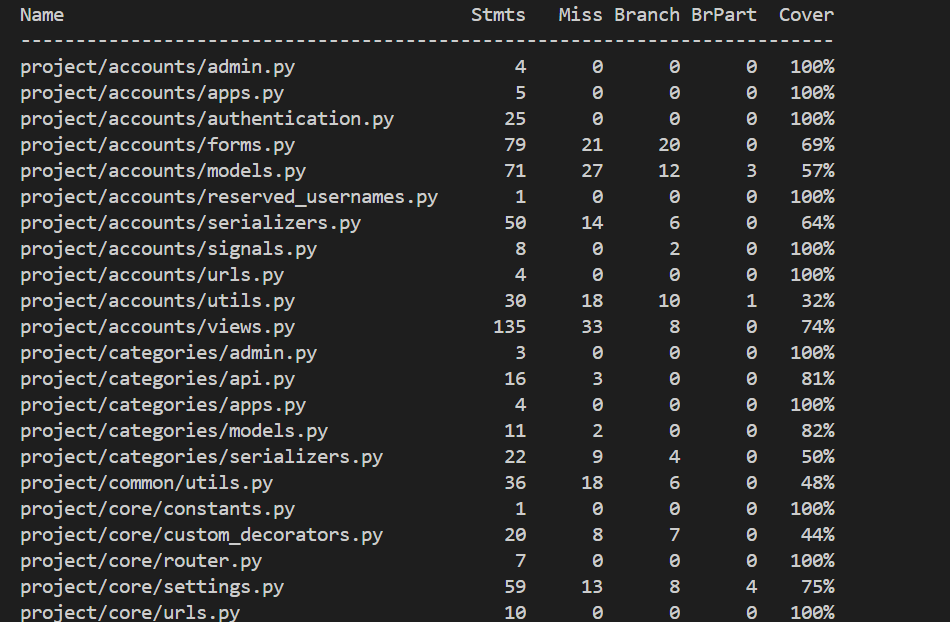 Name Stmts Miss Branch BrPart Cover
--------------------------------------------------------------------------
project/accounts/admin.py 4 0 0 0 100%
project/accounts/apps.py 5 0 0 0 100%
project/accounts/authentication.py 25 0 0 0 100%
project/accounts/forms.py 79 21 20 0 69%
project/accounts/models.py 71 27 12 3 57%
project/accounts/reserved_usernames.py 1 0 0 0 100%
project/accounts/serializers.py 50 14 6 0 64%
project/accounts/signals.py 8 0 2 0 100%
project/accounts/urls.py 4 0 0 0 100%
project/accounts/utils.py 30 18 10 1 32%
project/accounts/views.py 135 33 8 0 74%
project/categories/admin.py 3 0 0 0 100%
project/categories/api.py 16 3 0 0 81%
project/categories/apps.py 4 0 0 0 100%
project/categories/models.py 11 2 0 0 82%
project/categories/serializers.py 22 9 4 0 50%
project/common/utils.py 36 18 6 0 48%
project/core/constants.py 1 0 0 0 100%
project/core/custom_decorators.py 20 8 7 0 44%
project/core/router.py 7 0 0 0 100%
project/core/settings.py 59 13 8 4 75%
project/core/urls.py 10 0 0 0 100%